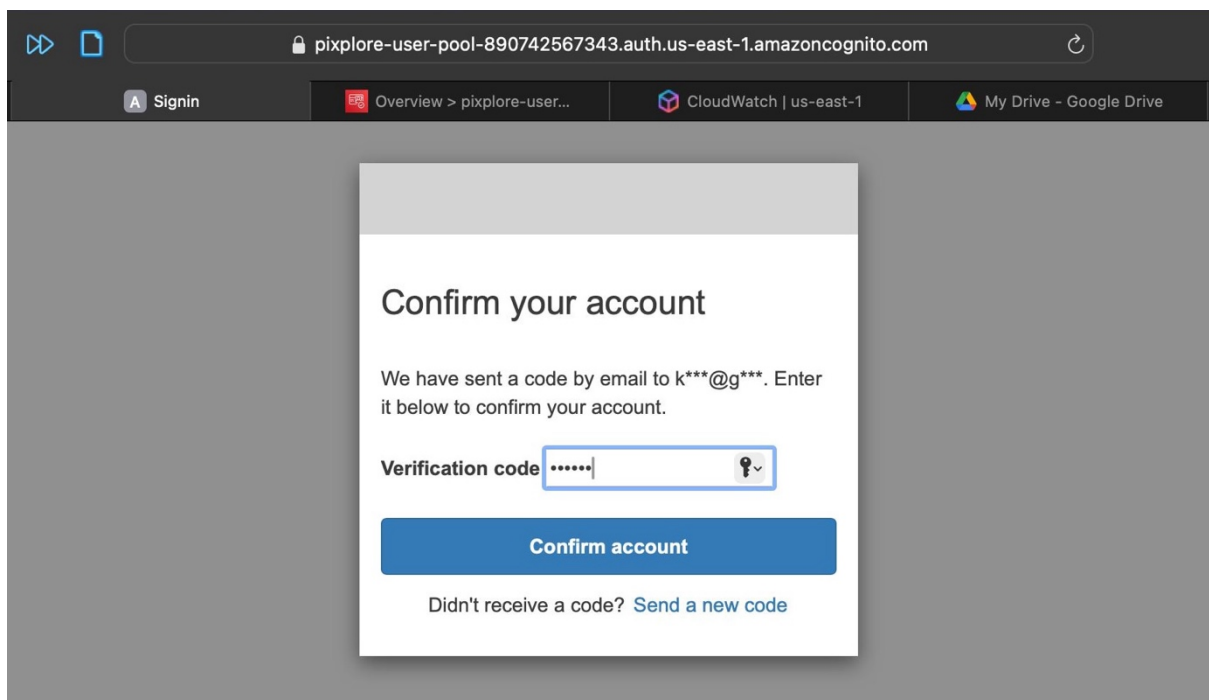 pixplore-user-pool-890742567343.auth.us-east-1.amazoncognito.com
A Signin
Overview > pixplore-user...
CloudWatch | us-east-1
My Drive - Google Drive
Confirm your account
We have sent a code by email to k***@g***. Enter
it below to confirm your account.
Verification code ••••••
Confirm account
Didn't receive a code? Send a new code